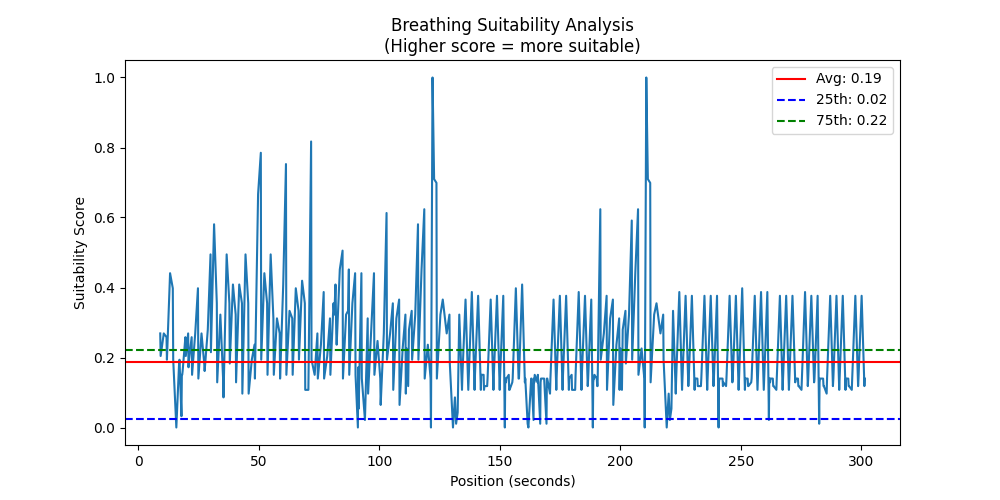 Breathing Suitability Analysis
(Higher score = more suitable)
Suitability Score
1.0
0.8
0.6
0.4
0.2
0.0
Avg: 0.19
25th: 0.02
75th: 0.22
0 50 100 150 200 250 300
Position (seconds)